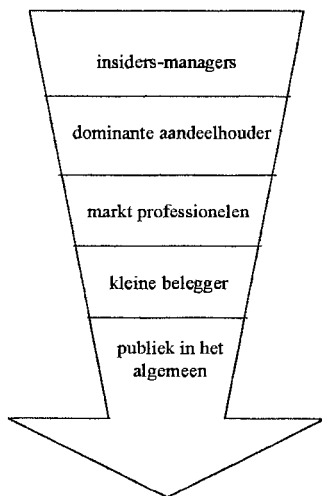 insiders-managers
dominante aandeelhouder
markt professionelen
kleine belegger
publiek in het
algemeen